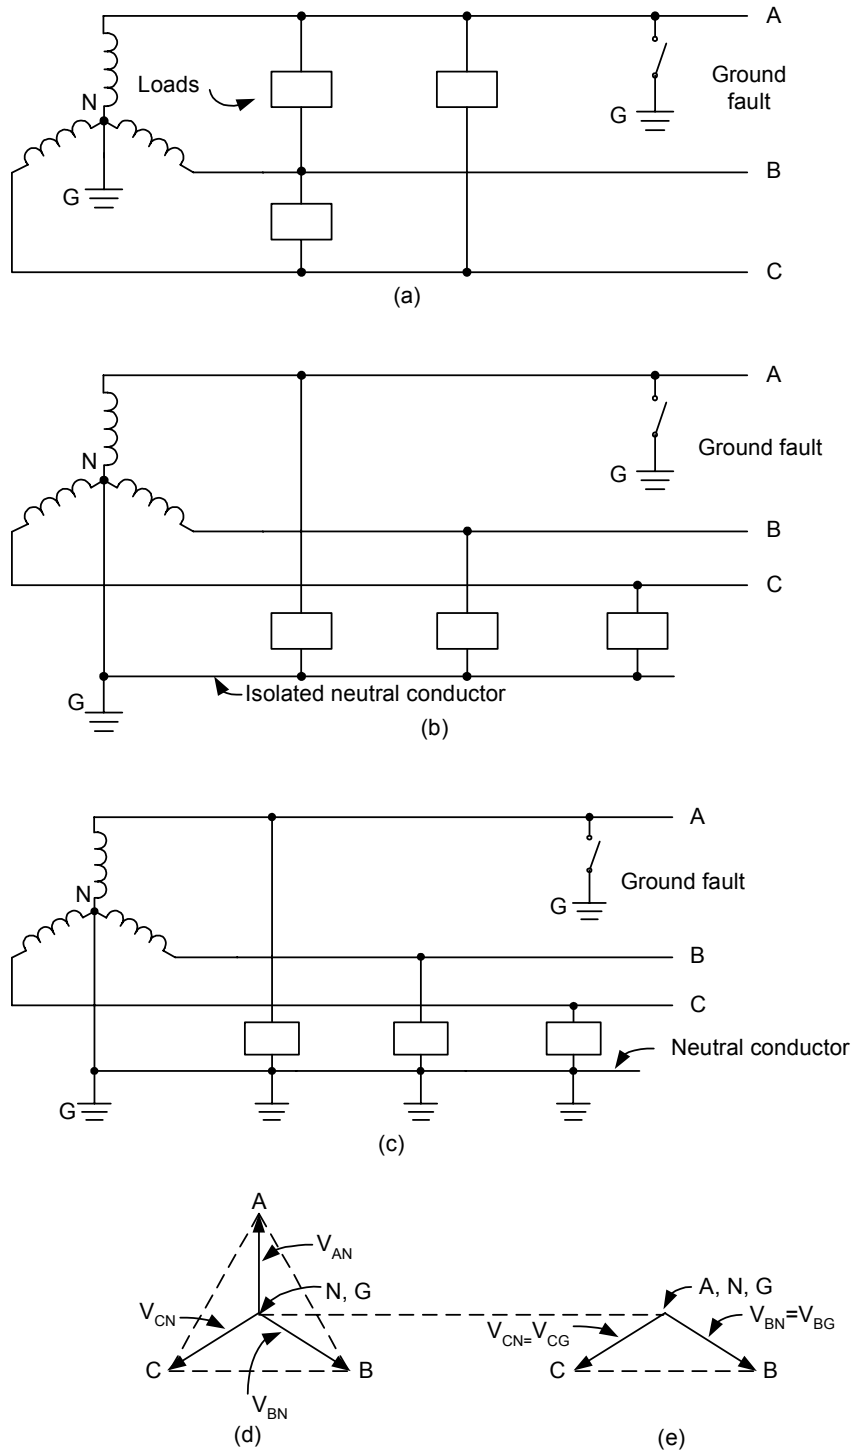 A
Loads
Ground
fault
N
G
B
G
C
(a)
A
N
Ground fault
G
B
C
Isolated neutral conductor
G
(b)
A
N
Ground fault
G
B
C
Neutral conductor
G
(c)
A
V_AN
N, G
V_CN
C
B
V_BN
(d)
A, N, G
V_BN=V_BG
V_CN=V_CG
C
B
(e)